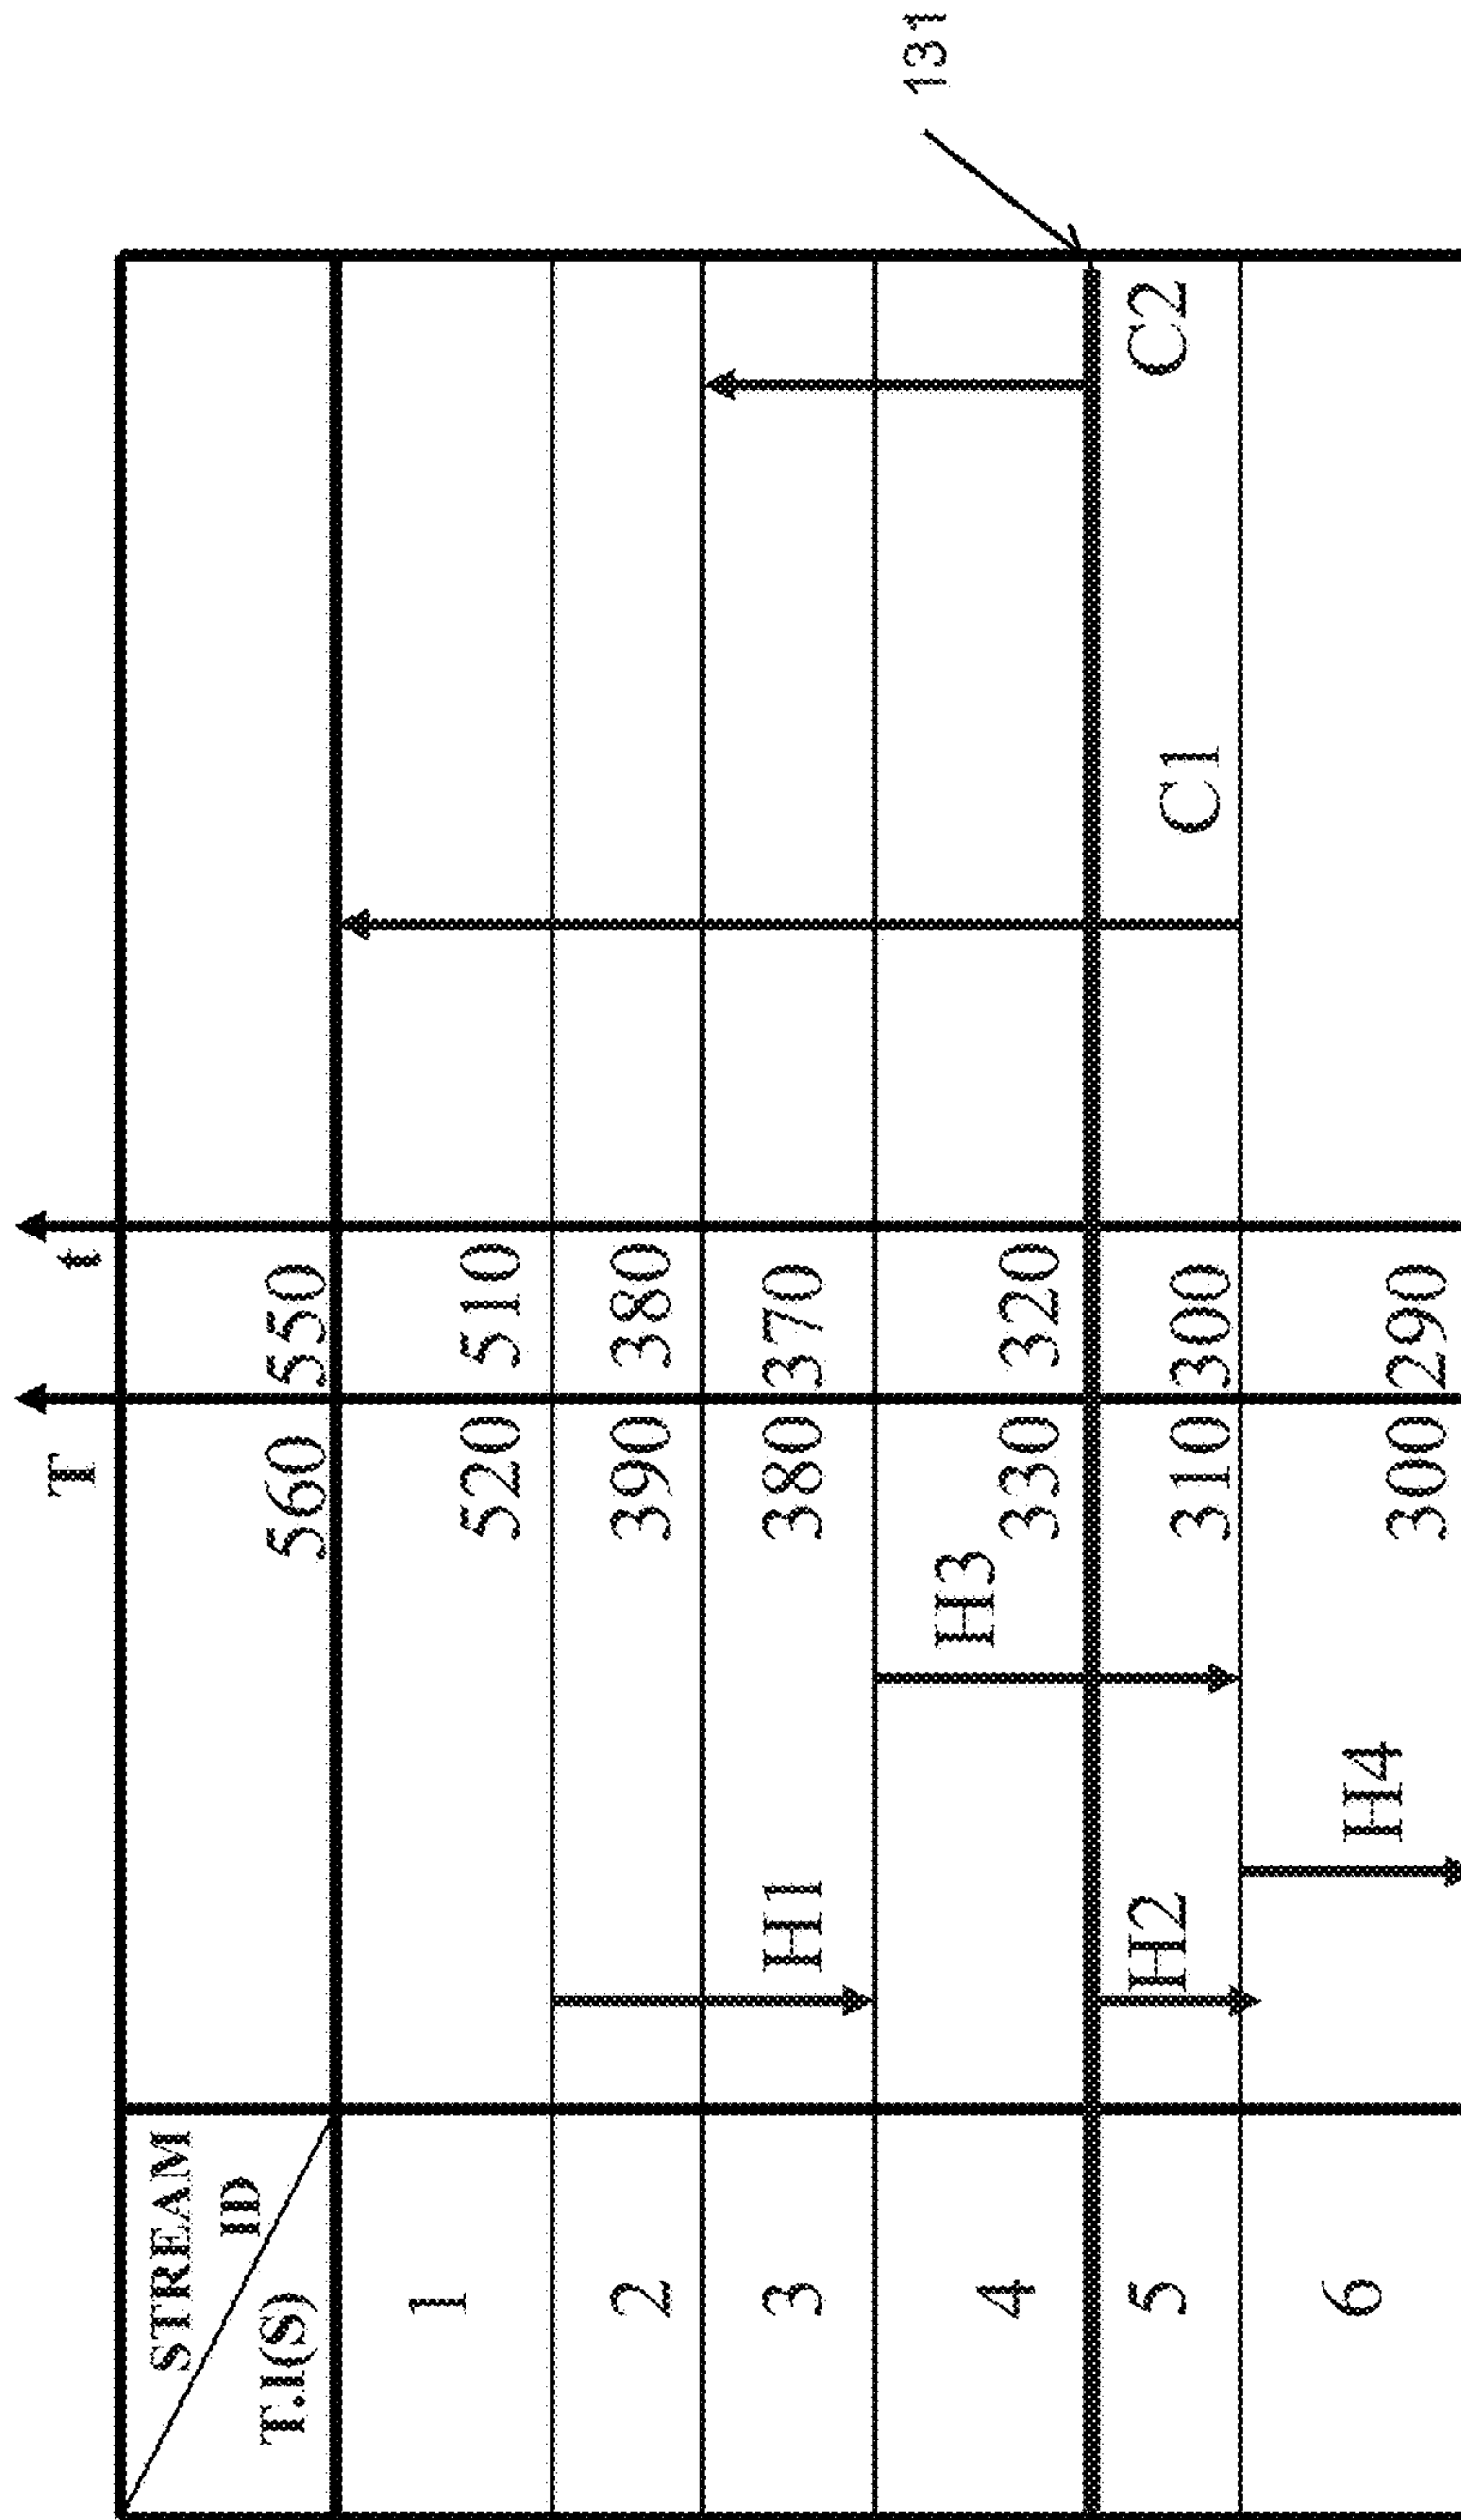 T t
STREAM
ID
T.I(S) 560 550
1 520 510
2 390 380
3 H1 380 370
131
4 H3 330 320
5 H2 310 300 C1 C2
6 H4 300 290